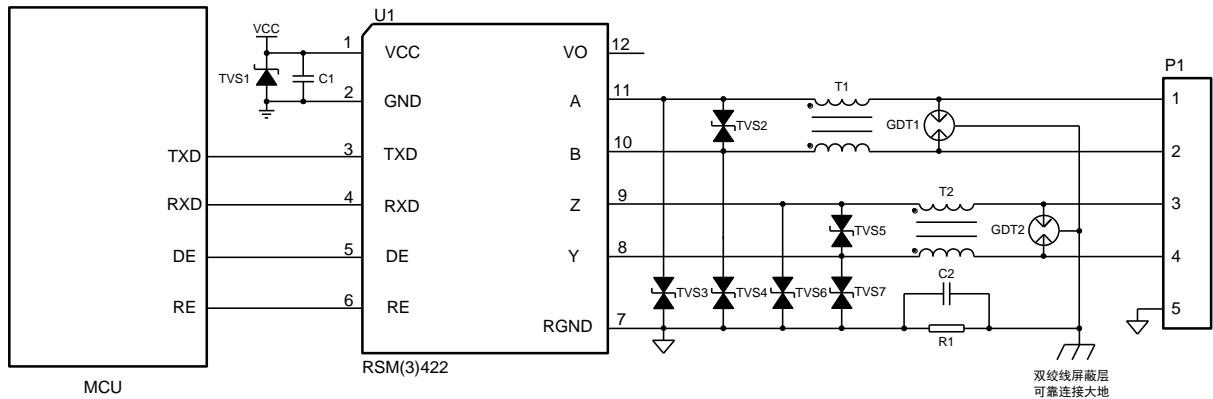 U1
VCC
1
VCC
VO
12
P1
TVS1
C1
2
GND
A
11
T1
1
TVS2
GDT1
B
10
2
TXD
3
TXD
RXD
4
RXD
Z
9
T2
3
TVS5
GDT2
DE
5
DE
Y
8
4
C2
RE
6
RE
TVS3
TVS4
TVS6
TVS7
5
RGND
7
R1
RSM(3)422
MCU
双绞线屏蔽层
可靠连接大地